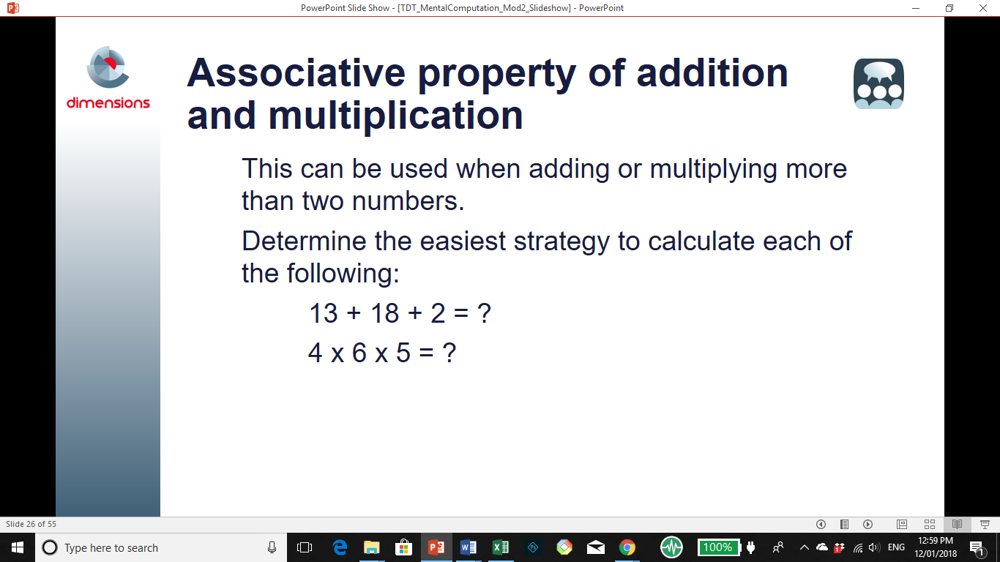 PowerPoint Slide Show - [TDT_MentalComputation_Mod2_Slideshow] - PowerPoint
dimensions
Associative property of addition
and multiplication
This can be used when adding or multiplying more
than two numbers.
Determine the easiest strategy to calculate each of
the following:
13 + 18 + 2 = ?
4 x 6 x 5 = ?
Slide 26 of 55
Type here to search
100%
ENG
12:59 PM
12/01/2018
1